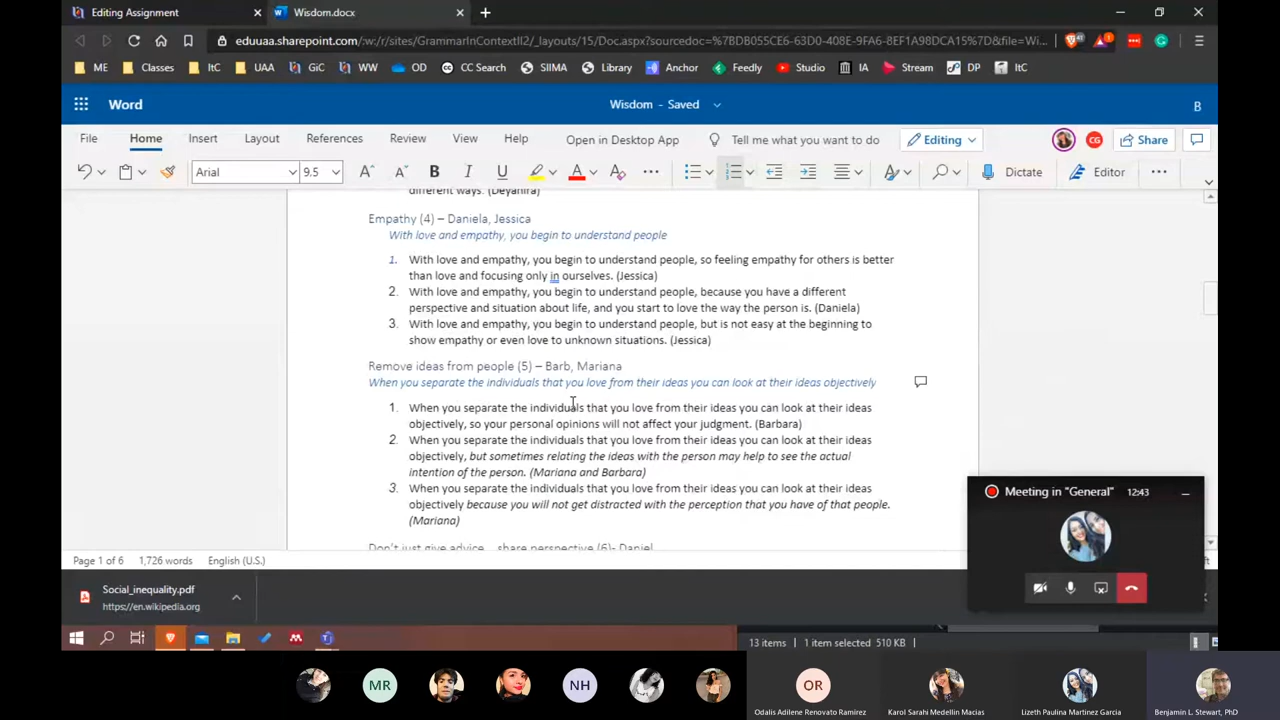 Editing Assignment
Wisdom.docx
eduuaa.sharepoint.com/:w:/r/sites/GrammarInContextII2/_layouts/15/Doc.aspx?sourcedoc=%7BDB055CE6-63D0-408E-9FA6-8EF1A98DCA15%7D&file=Wi...
ME Classes ItC UAA GiC WW OD CC Search SIIMA Library Anchor Feedly Studio IA Stream DP ItC
Word
Wisdom - Saved
B
File Home Insert Layout References Review View Help Open in Desktop App Tell me what you want to do Editing CG Share
Arial 9.5 Dictate Editor
different ways. (Deyanira)
Empathy (4) – Daniela, Jessica
With love and empathy, you begin to understand people
1. With love and empathy, you begin to understand people, so feeling empathy for others is better
than love and focusing only in ourselves. (Jessica)
2. With love and empathy, you begin to understand people, because you have a different
perspective and situation about life, and you start to love the way the person is. (Daniela)
3. With love and empathy, you begin to understand people, but is not easy at the beginning to
show empathy or even love to unknown situations. (Jessica)
Remove ideas from people (5) – Barb, Mariana
When you separate the individuals that you love from their ideas you can look at their ideas objectively
1. When you separate the individuals that you love from their ideas you can look at their ideas
objectively, so your personal opinions will not affect your judgment. (Barbara)
2. When you separate the individuals that you love from their ideas you can look at their ideas
objectively, but sometimes relating the ideas with the person may help to see the actual
intention of the person. (Mariana and Barbara)
3. When you separate the individuals that you love from their ideas you can look at their ideas
objectively because you will not get distracted with the perception that you have of that people.
(Mariana)
Don't just give advice... share perspective (6)- Daniel
Meeting in "General" 12:43
Page 1 of 6 1,726 words English (U.S.)
Social_inequality.pdf
https://en.wikipedia.org
13 items 1 item selected 510 KB
MR NH OR
Odalis Adilene Renovato Ramirez
Karol Sarahi Medellin Macias
Lizeth Paulina Martinez Garcia
Benjamin L. Stewart, PhD